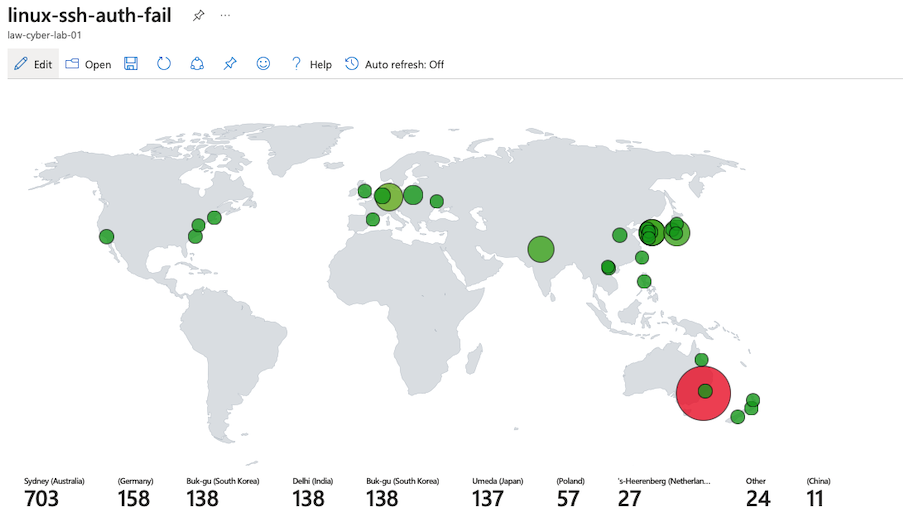 linux-ssh-auth-fail
law-cyber-lab-01
Edit Open Help Auto refresh: Off
Sydney (Australia) (Germany) Buk-gu (South Korea) Delhi (India) Buk-gu (South Korea) Umeda (Japan) (Poland) 's-Heerenberg (Netherlan... Other (China)
703 158 138 138 138 137 57 27 24 11